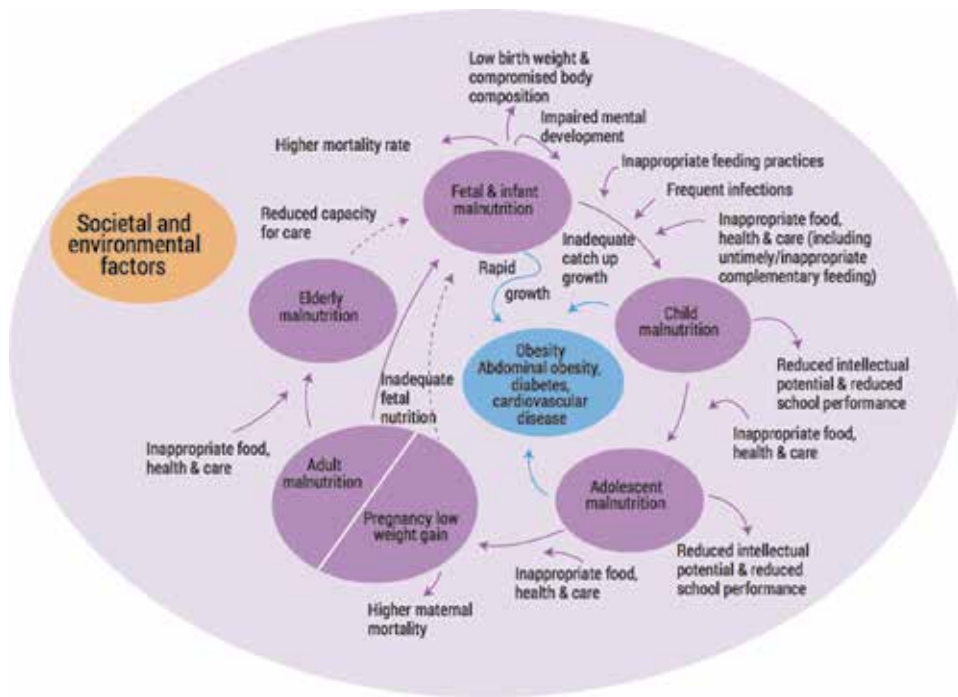 Low birth weight &
compromised body
composition
Impaired mental
development
Higher mortality rate
Inappropriate feeding practices
Fetal & infant
malnutrition
Frequent infections
Societal and
environmental
factors
Reduced capacity
for care
Inadequate
catch up
growth
Inappropriate food,
health & care (including
untimely/inappropriate
complementary feeding)
Rapid
growth
Elderly
malnutrition
Child
malnutrition
Obesity
Abdominal obesity,
diabetes,
cardiovascular
disease
Reduced intellectual
potential & reduced
school performance
Inadequate
fetal
nutrition
Inappropriate food,
health & care
Inappropriate food,
health & care
Adult
malnutrition
Pregnancy low
weight gain
Adolescent
malnutrition
Reduced intellectual
potential & reduced
school performance
Inappropriate food,
health & care
Higher maternal
mortality